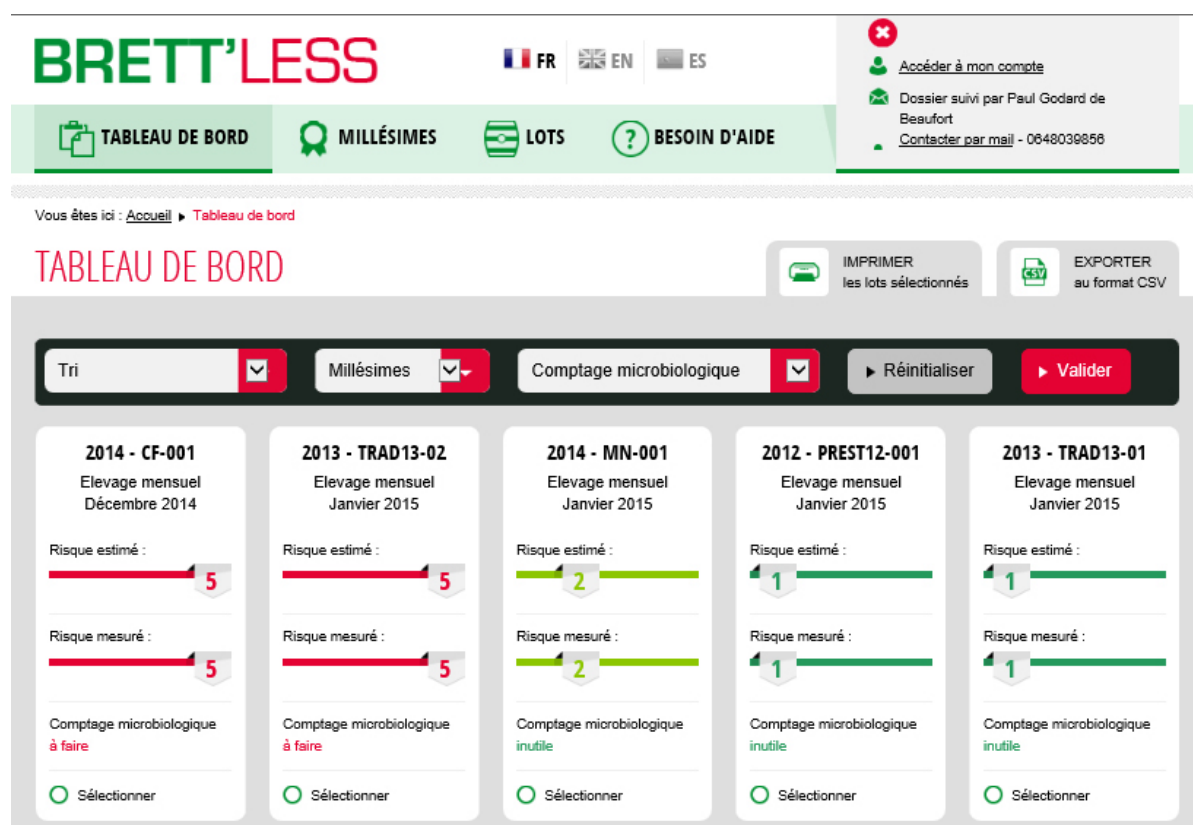 BRETT'LESS
FR
EN
ES
Accéder à mon compte
Dossier suivi par Paul Godard de
Beaufort
Contacter par mail - 0648039856
TABLEAU DE BORD
MILLÉSIMES
LOTS
? BESOIN D'AIDE
Vous êtes ici : Accueil ▸ Tableau de bord
TABLEAU DE BORD
IMPRIMER
les lots sélectionnés
CSV
EXPORTER
au format CSV
Tri
Millésimes
Comptage microbiologique
Réinitialiser
Valider
2014 - CF-001
Elevage mensuel
Décembre 2014
Risque estimé :
5
Risque mesuré :
5
Comptage microbiologique
à faire
Sélectionner
2013 - TRAD13-02
Elevage mensuel
Janvier 2015
Risque estimé :
5
Risque mesuré :
5
Comptage microbiologique
à faire
Sélectionner
2014 - MN-001
Elevage mensuel
Janvier 2015
Risque estimé :
2
Risque mesuré :
2
Comptage microbiologique
inutile
Sélectionner
2012 - PREST12-001
Elevage mensuel
Janvier 2015
Risque estimé :
1
Risque mesuré :
1
Comptage microbiologique
inutile
Sélectionner
2013 - TRAD13-01
Elevage mensuel
Janvier 2015
Risque estimé :
1
Risque mesuré :
1
Comptage microbiologique
inutile
Sélectionner